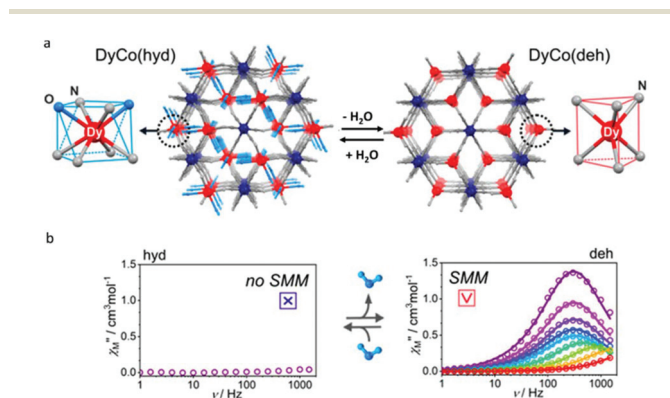 a
DyCo(hyd)
DyCo(deh)
O
N
Dy
- H₂O
+ H₂O
N
Dy
b
hyd
no SMM
χM'' / cm³mol⁻¹
1.5
1.0
0.5
0.0
1 10 100 1000
ν / Hz
deh
SMM
χM'' / cm³mol⁻¹
1.5
1.0
0.5
0.0
1 10 100 1000
ν / Hz